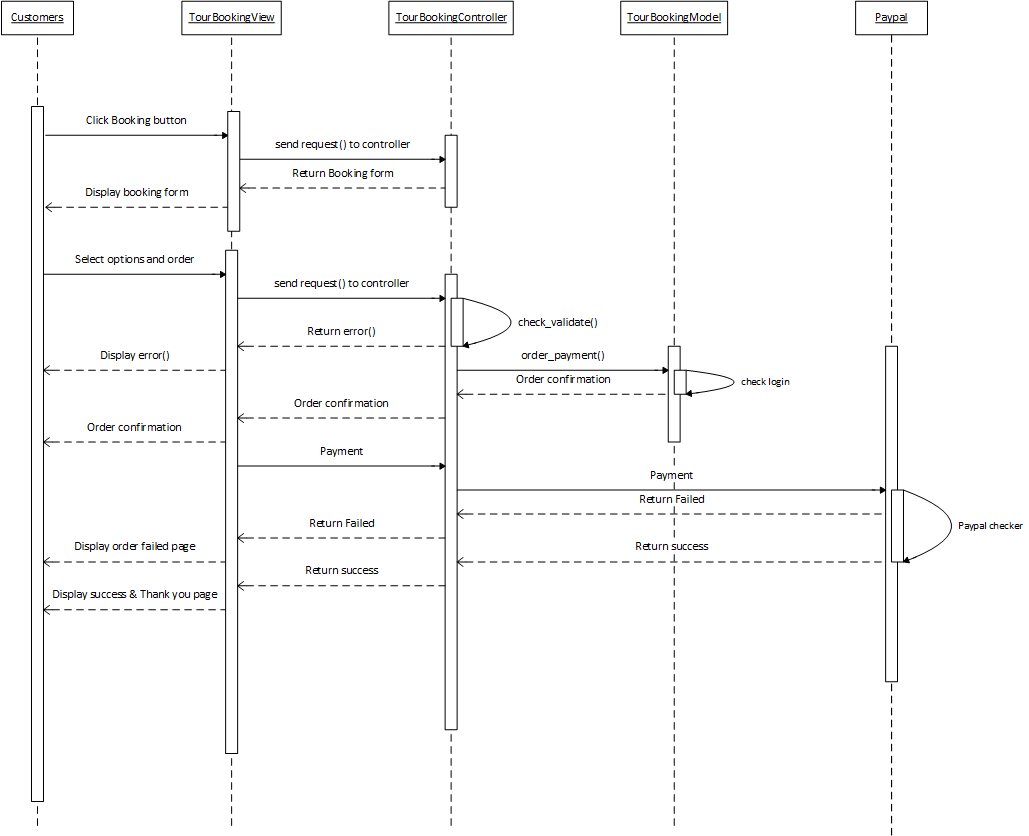 Customers
TourBookingView
TourBookingController
TourBookingModel
Paypal
Click Booking button
send request() to controller
Return Booking form
Display booking form
Select options and order
send request() to controller
check_validate()
Return error()
Display error()
order_payment()
Order confirmation
check login
Order confirmation
Order confirmation
Payment
Payment
Return Failed
Return Failed
Paypal checker
Display order failed page
Return success
Return success
Display success & Thank you page